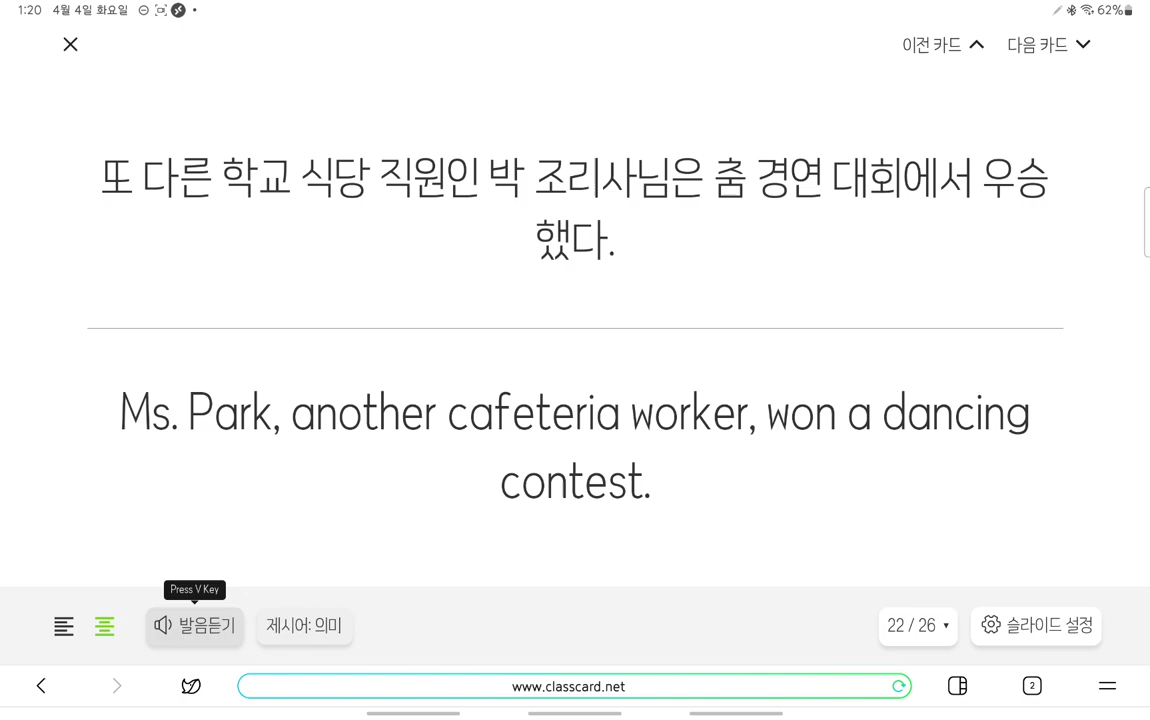 1:20 4월 4일 화요일
62%
이전 카드
다음 카드
또 다른 학교 식당 직원인 박 조리사님은 춤 경연 대회에서 우승
했다.
Ms. Park, another cafeteria worker, won a dancing
contest.
Press V Key
발음듣기
제시어: 의미
22 / 26
슬라이드 설정
www.classcard.net
2